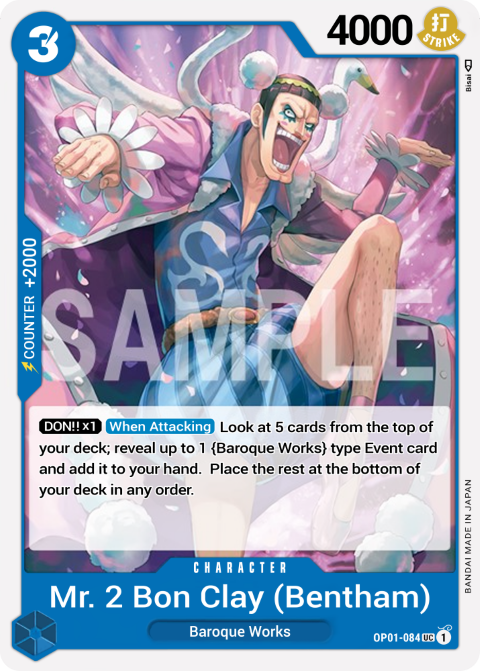 3
4000
打
STRIKE
Bisai
COUNTER +2000
SAMPLE
DON!! x1 When Attacking Look at 5 cards from the top of
your deck; reveal up to 1 {Baroque Works} type Event card
and add it to your hand. Place the rest at the bottom of
your deck in any order.
BANDAI MADE IN JAPAN
CHARACTER
Mr. 2 Bon Clay (Bentham)
Baroque Works
OP01-084 UC 1